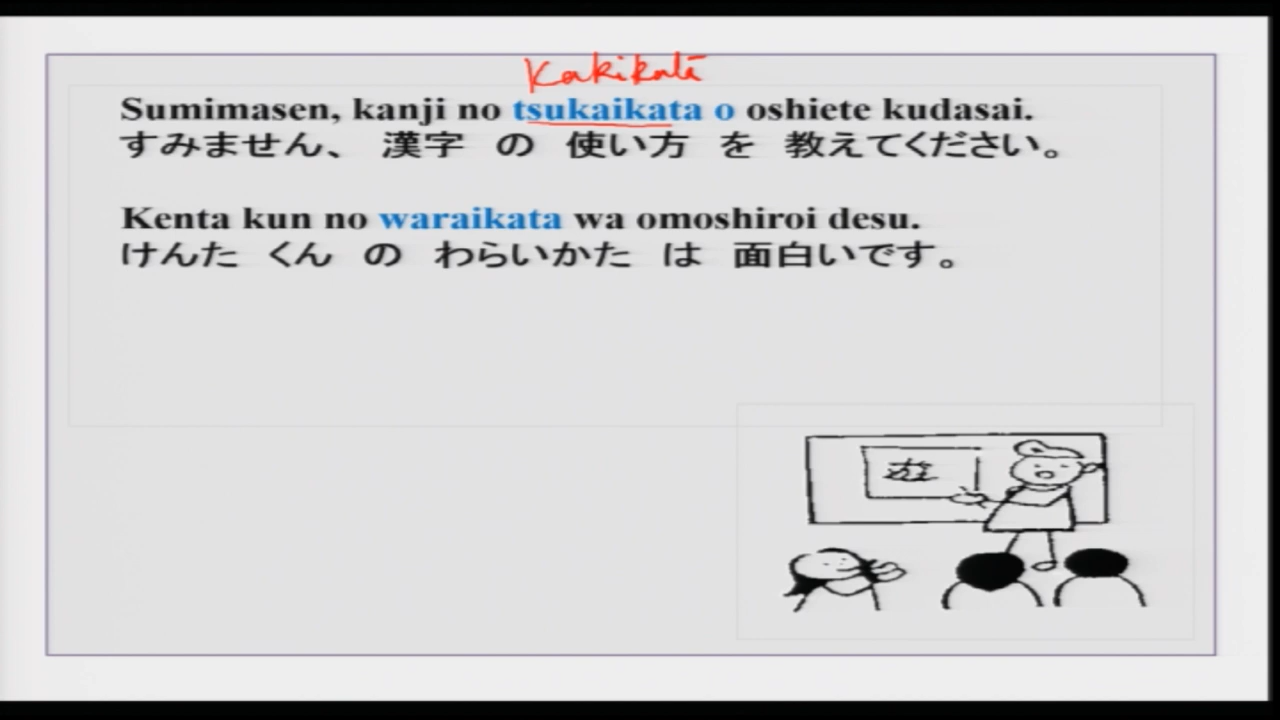 Kakikata
Sumimasen, kanji no tsukaikata o oshiete kudasai.
すみません、 漢字 の 使い方 を 教えてください。
Kenta kun no waraikata wa omoshiroi desu.
けんた くん の わらいかた は 面白いです。
遊